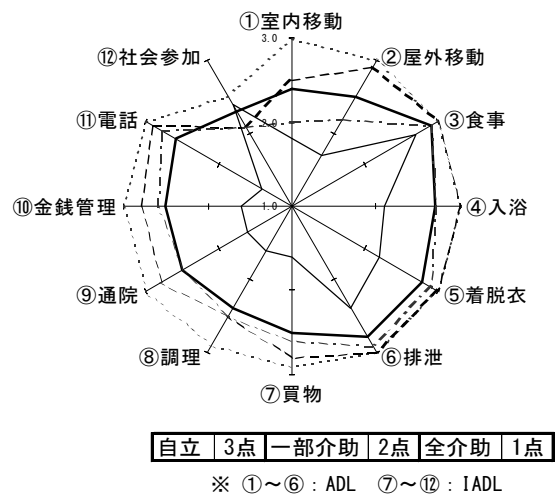 ①室内移動
3.0
②屋外移動
⑫社会参加
⑪電話
2.0
③食事
⑩金銭管理
1.0
④入浴
⑨通院
⑤着脱衣
⑧調理
⑥排泄
⑦買物
自立 3点 一部介助 2点 全介助 1点
※ ①～⑥：ADL ⑦～⑫：IADL